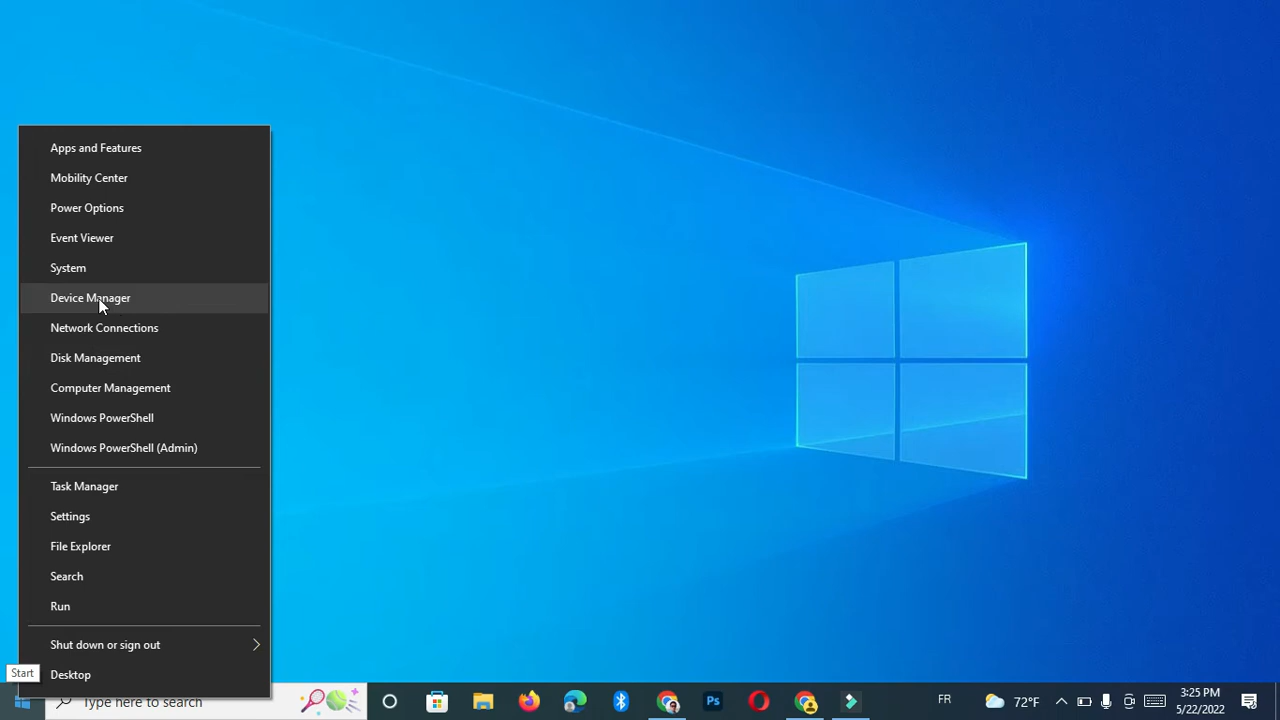 Apps and Features
Mobility Center
Power Options
Event Viewer
System
Device Manager
Network Connections
Disk Management
Computer Management
Windows PowerShell
Windows PowerShell (Admin)
Task Manager
Settings
File Explorer
Search
Run
Shut down or sign out
Desktop
Start
Type here to search
Ps
FR
72°F
3:25 PM
5/22/2022